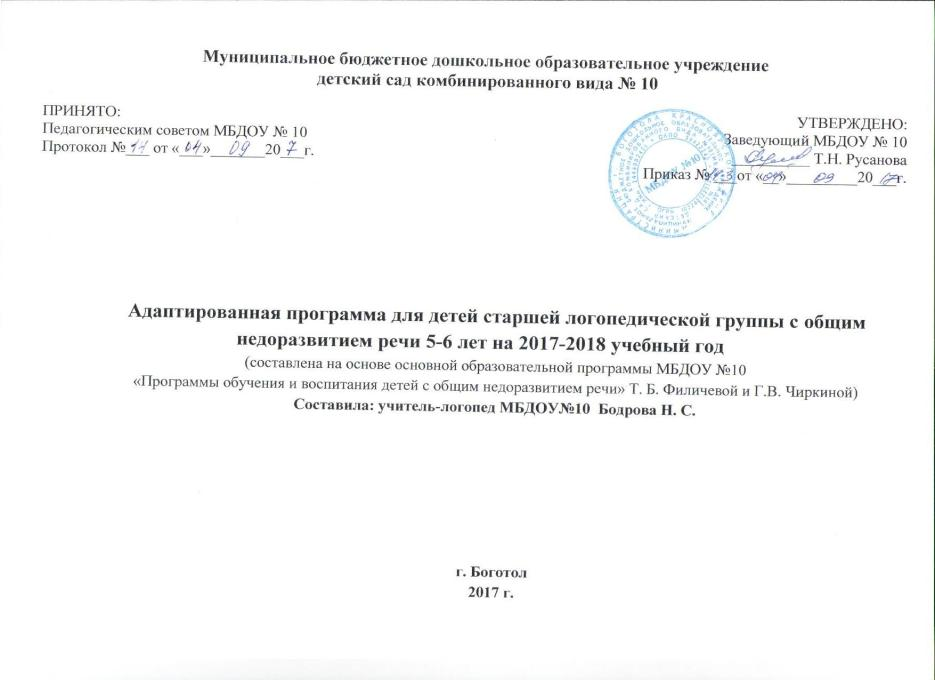 Муниципальное бюджетное дошкольное образовательное учреждение
детский сад комбинированного вида № 10
ПРИНЯТО:
Педагогическим советом МБДОУ № 10
Протокол № 11 от « 04 » 09 20 7 г.
УТВЕРЖДЕНО:
Заведующий МБДОУ № 10
Т.Н. Русанова
Приказ № от « 04 » 09 20 17 г.
МБДОУ №10
Адаптированная программа для детей старшей логопедической группы с общим
недоразвитием речи 5-6 лет на 2017-2018 учебный год
(составлена на основе основной образовательной программы МБДОУ №10
«Программы обучения и воспитания детей с общим недоразвитием речи» Т. Б. Филичевой и Г.В. Чиркиной)
Составила: учитель-логопед МБДОУ№10 Бодрова Н. С.
г. Боготол
2017 г.